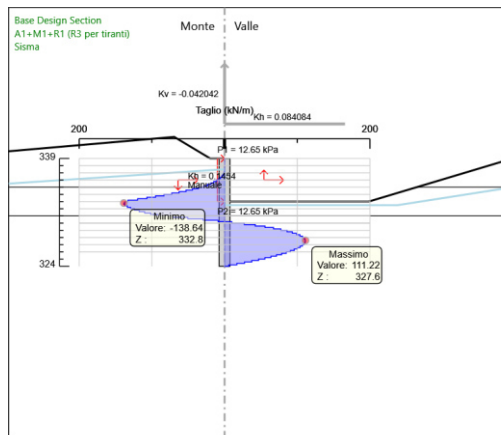 Base Design Section
A1+M1+R1 (R3 per tiranti)
Sisma
Monte
Valle
Kv = -0.042042
Taglio (kN/m)
Kh = 0.084084
200
200
P1 = 12.65 kPa
339
Kh = 0.1454
Manuale
P2 = 12.65 kPa
Minimo
Valore: -138.64
Z : 332.8
Massimo
Valore: 111.22
Z : 327.6
324